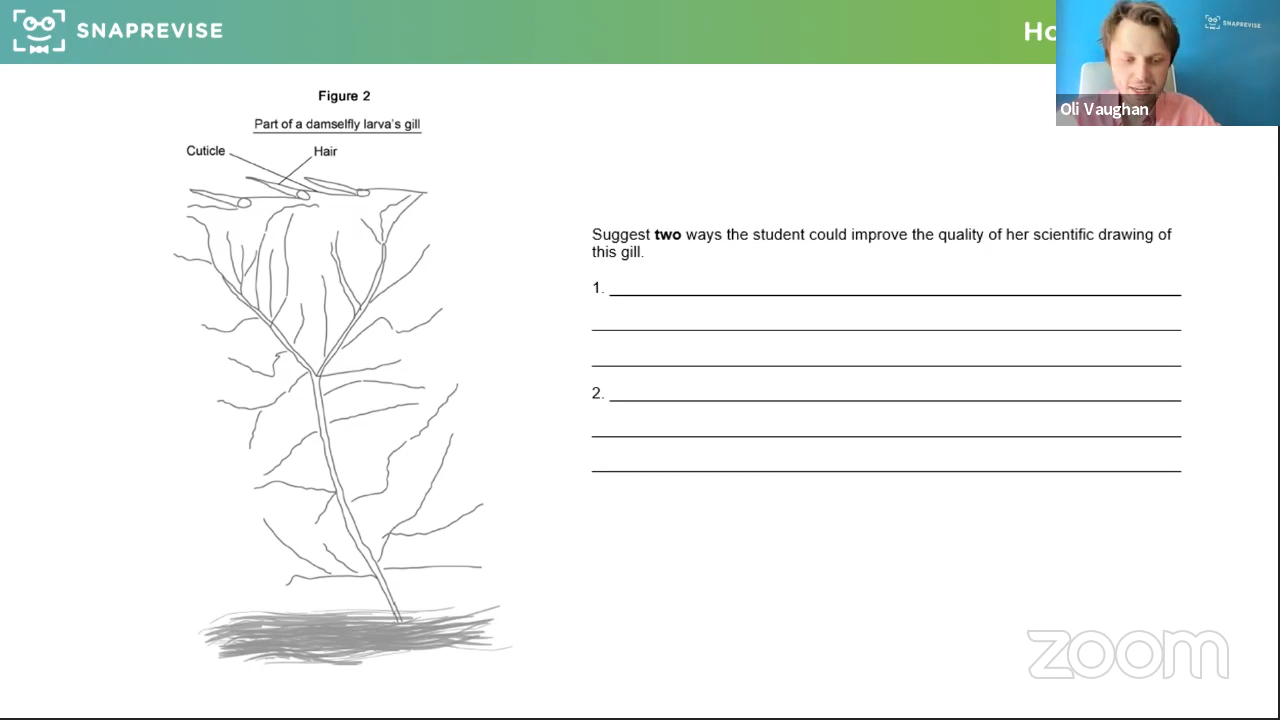 SNAPREVISE
SNAPREVISE
Oli Vaughan
Figure 2
Part of a damselfly larva's gill
Cuticle
Hair
Suggest two ways the student could improve the quality of her scientific drawing of
this gill.
1.
2.
zoom